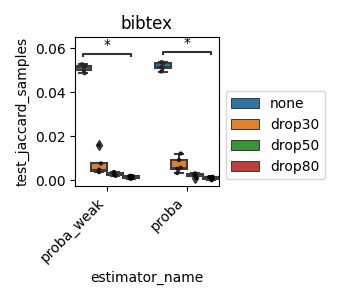 bibtex
test_jaccard_samples
0.06
0.04
0.02
0.00
*
*
none
drop30
drop50
drop80
proba_weak
proba
estimator_name